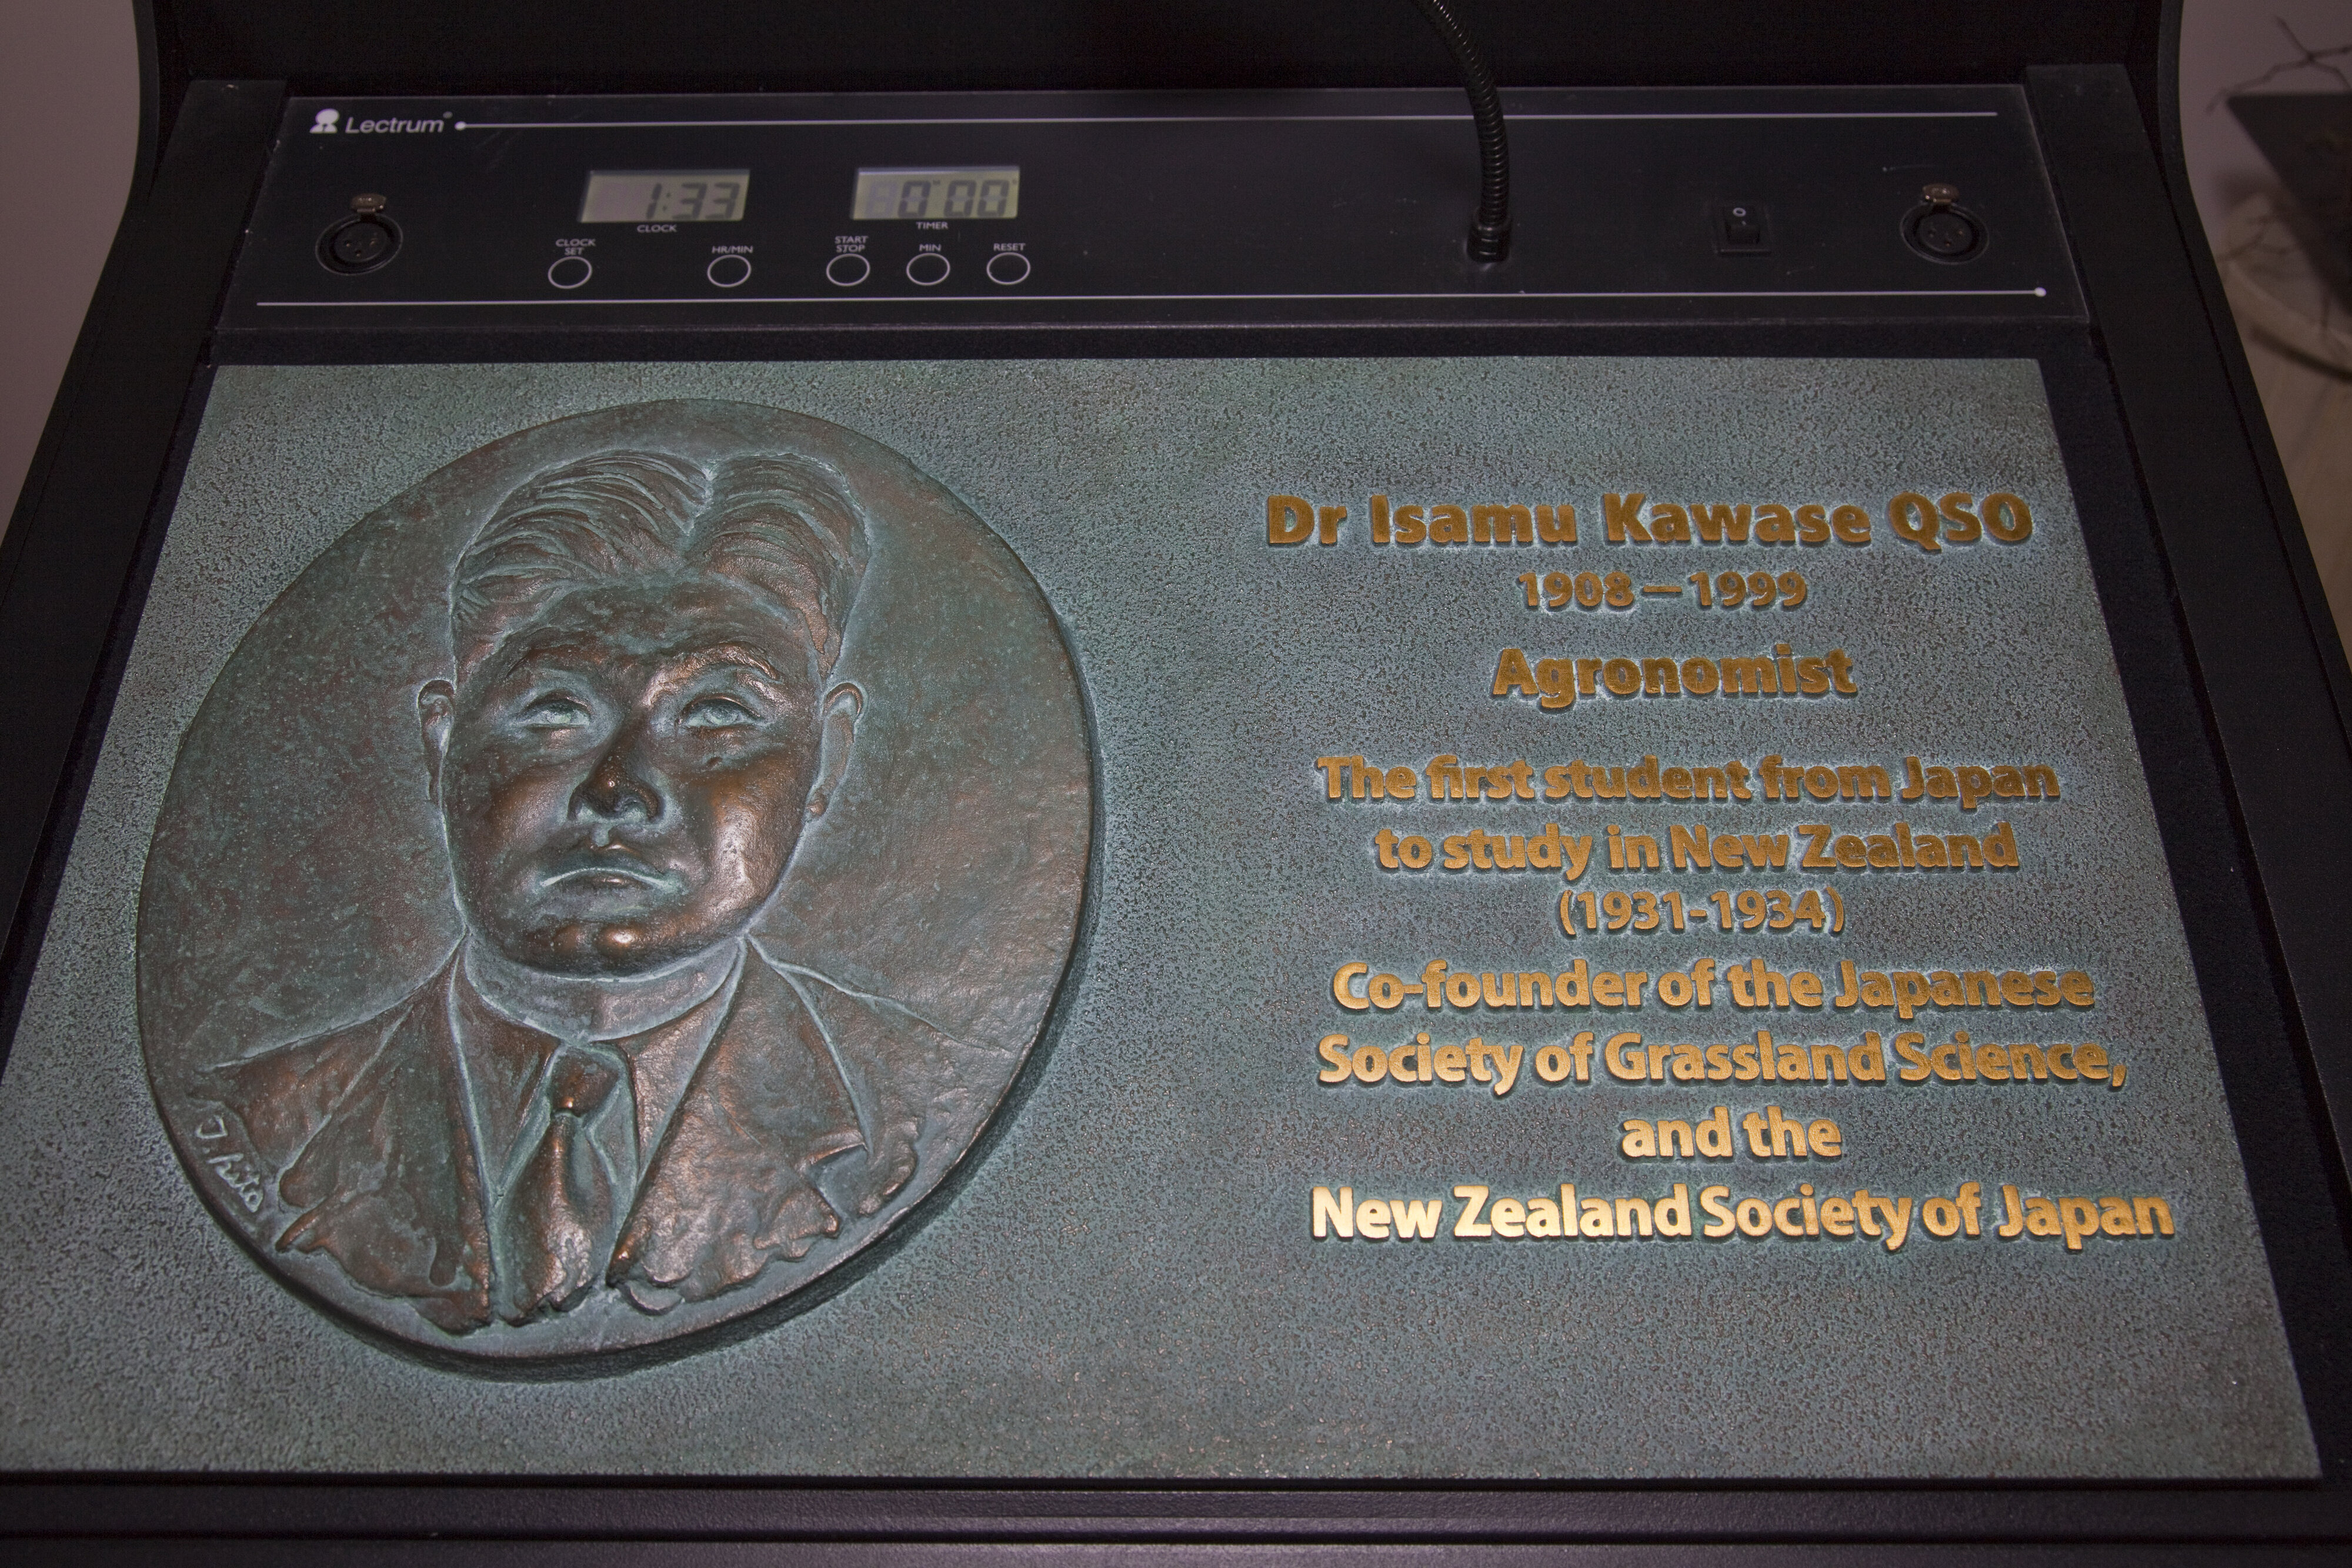 Lectrum®
1:33
0:00
CLOCK
TIMER
CLOCK
SET
HR/MIN
START
STOP
MIN
RESET
Dr Isamu Kawase QSO
1908 — 1999
Agronomist
The first student from Japan
to study in New Zealand
(1931-1934)
Co-founder of the Japanese
Society of Grassland Science,
and the
New Zealand Society of Japan